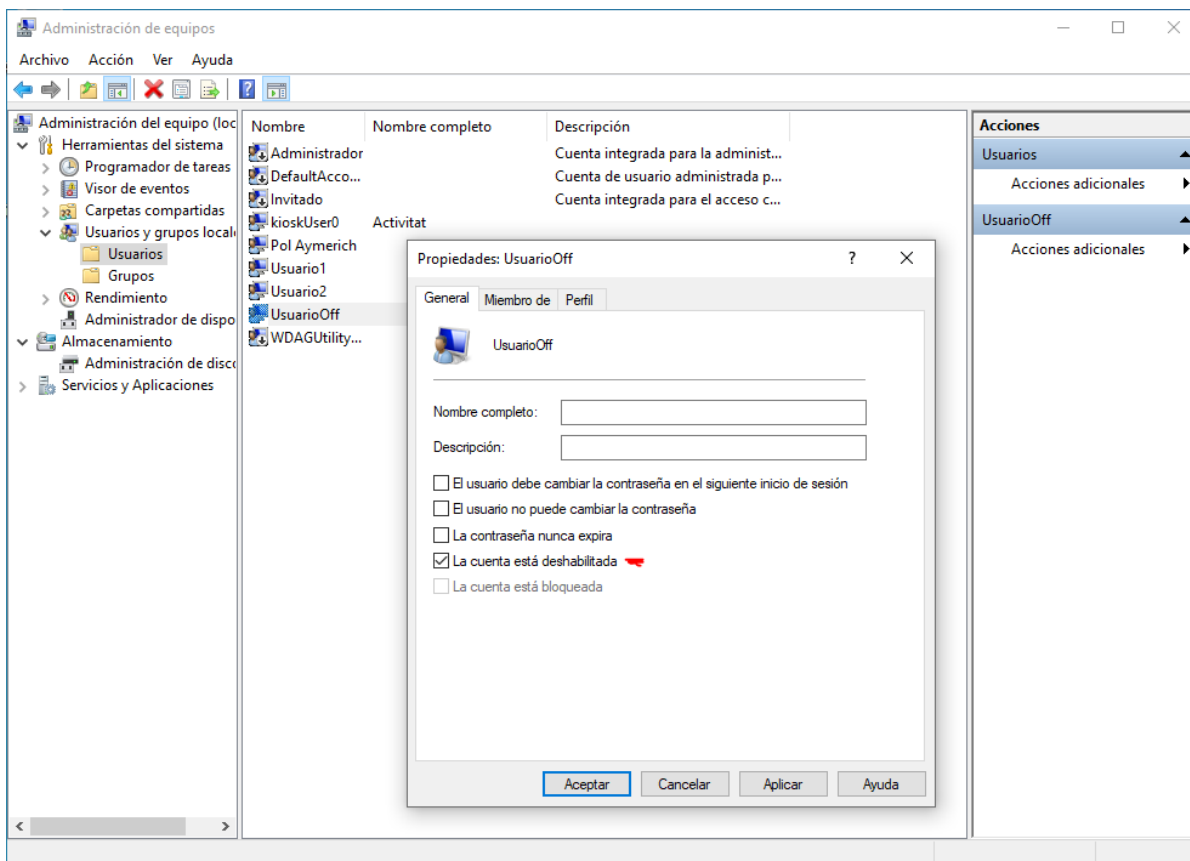 Administración de equipos
Archivo Acción Ver Ayuda
Administración del equipo (loc
Herramientas del sistema
Programador de tareas
Visor de eventos
Carpetas compartidas
Usuarios y grupos locale
Usuarios
Grupos
Rendimiento
Administrador de dispo
Almacenamiento
Administración de disco
Servicios y Aplicaciones
Nombre Nombre completo Descripción
Administrador Cuenta integrada para la administ...
DefaultAcco... Cuenta de usuario administrada p...
Invitado Cuenta integrada para el acceso c...
kioskUser0 Activitat
Pol Aymerich
Usuario1
Usuario2
UsuarioOff
WDAGUtility...
Propiedades: UsuarioOff ?
General Miembro de Perfil
UsuarioOff
Nombre completo:
Descripción:
El usuario debe cambiar la contraseña en el siguiente inicio de sesión
El usuario no puede cambiar la contraseña
La contraseña nunca expira
La cuenta está deshabilitada
La cuenta está bloqueada
Aceptar Cancelar Aplicar Ayuda
Acciones
Usuarios
Acciones adicionales
UsuarioOff
Acciones adicionales